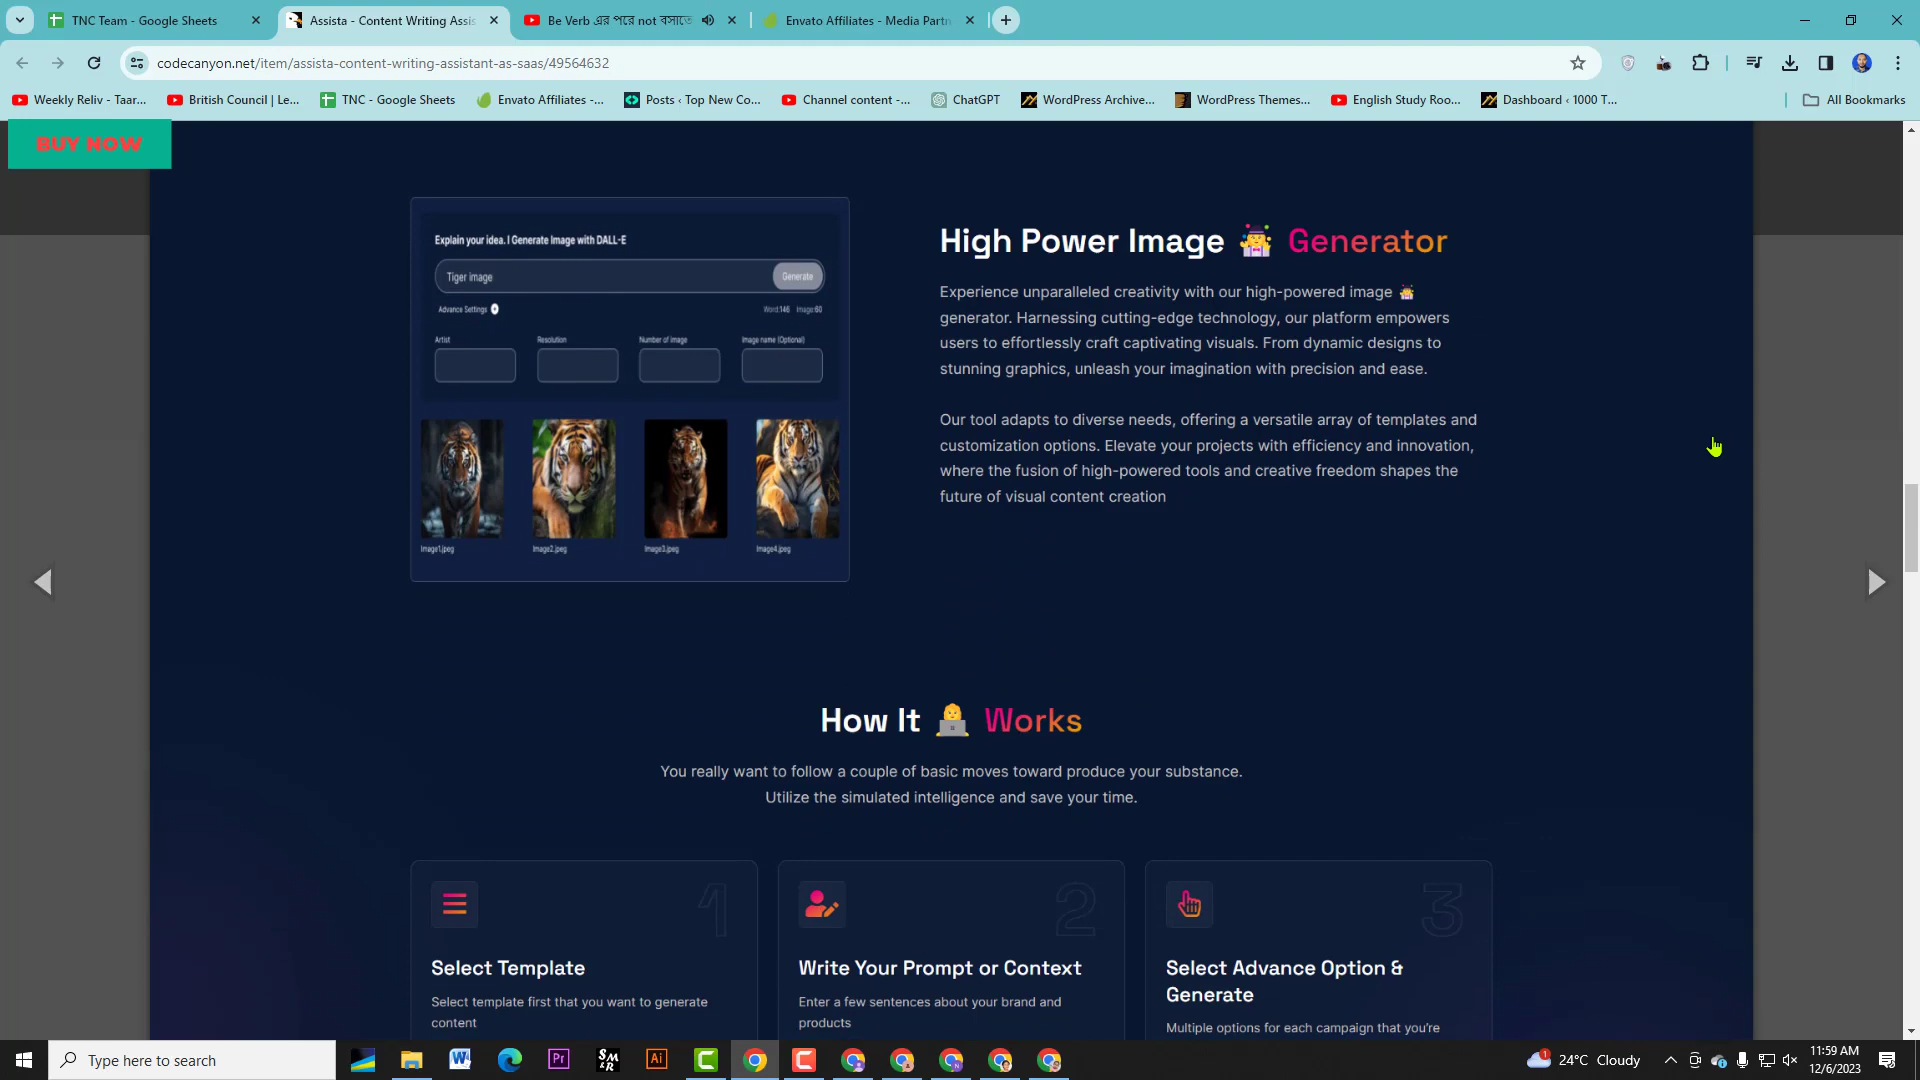 TNC Team - Google Sheets
Assista - Content Writing Assis
Be Verb এর পরে not বসাতে
Envato Affiliates - Media Partn
codecanyon.net/item/assista-content-writing-assistant-as-saas/49564632
Weekly Reliv - Taar...
British Council | Le...
TNC - Google Sheets
Envato Affiliates -...
Posts ‹ Top New Co...
Channel content -...
ChatGPT
WordPress Archive...
WordPress Themes...
English Study Roo...
Dashboard ‹ 1000 T...
All Bookmarks
BUY NOW
Explain your idea. I Generate Image with DALL-E
Tiger image
Generate
Advance Settings
Word:146 Image:60
Artist
Resolution
Number of image
Image name (Optional)
Image1.jpeg
Image2.jpeg
Image3.jpeg
Image4.jpeg
High Power Image Generator
Experience unparalleled creativity with our high-powered image
generator. Harnessing cutting-edge technology, our platform empowers
users to effortlessly craft captivating visuals. From dynamic designs to
stunning graphics, unleash your imagination with precision and ease.
Our tool adapts to diverse needs, offering a versatile array of templates and
customization options. Elevate your projects with efficiency and innovation,
where the fusion of high-powered tools and creative freedom shapes the
future of visual content creation
How It Works
You really want to follow a couple of basic moves toward produce your substance.
Utilize the simulated intelligence and save your time.
1
Select Template
Select template first that you want to generate
content
2
Write Your Prompt or Context
Enter a few sentences about your brand and
products
3
Select Advance Option &
Generate
Multiple options for each campaign that you're
Type here to search
W
Pr
SM
&R
Ai
1
24°C Cloudy
11:59 AM
12/6/2023